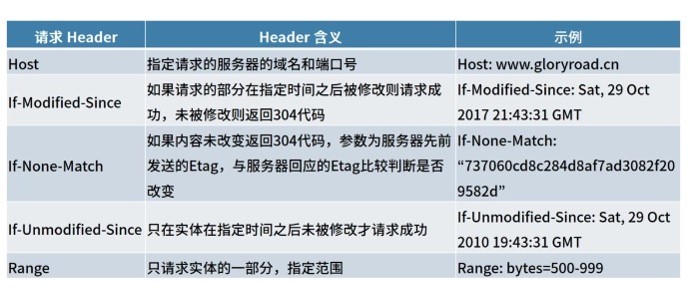 请求 Header Header 含义 示例
Host 指定请求的服务器的域名和端口号 Host: www.gloryroad.cn
If-Modified-Since 如果请求的部分在指定时间之后被修改则请求成 If-Modified-Since: Sat, 29 Oct
功，未被修改则返回304代码 2017 21:43:31 GMT
If-None-Match 如果内容未改变返回304代码，参数为服务器先前 If-None-Match:
发送的Etag，与服务器回应的Etag比较判断是否 “737060cd8c284d8af7ad3082f20
改变 9582d”
If-Unmodified-Since 只在实体在指定时间之后未被修改才请求成功 If-Unmodified-Since: Sat, 29 Oct
2010 19:43:31 GMT
Range 只请求实体的一部分，指定范围 Range: bytes=500-999